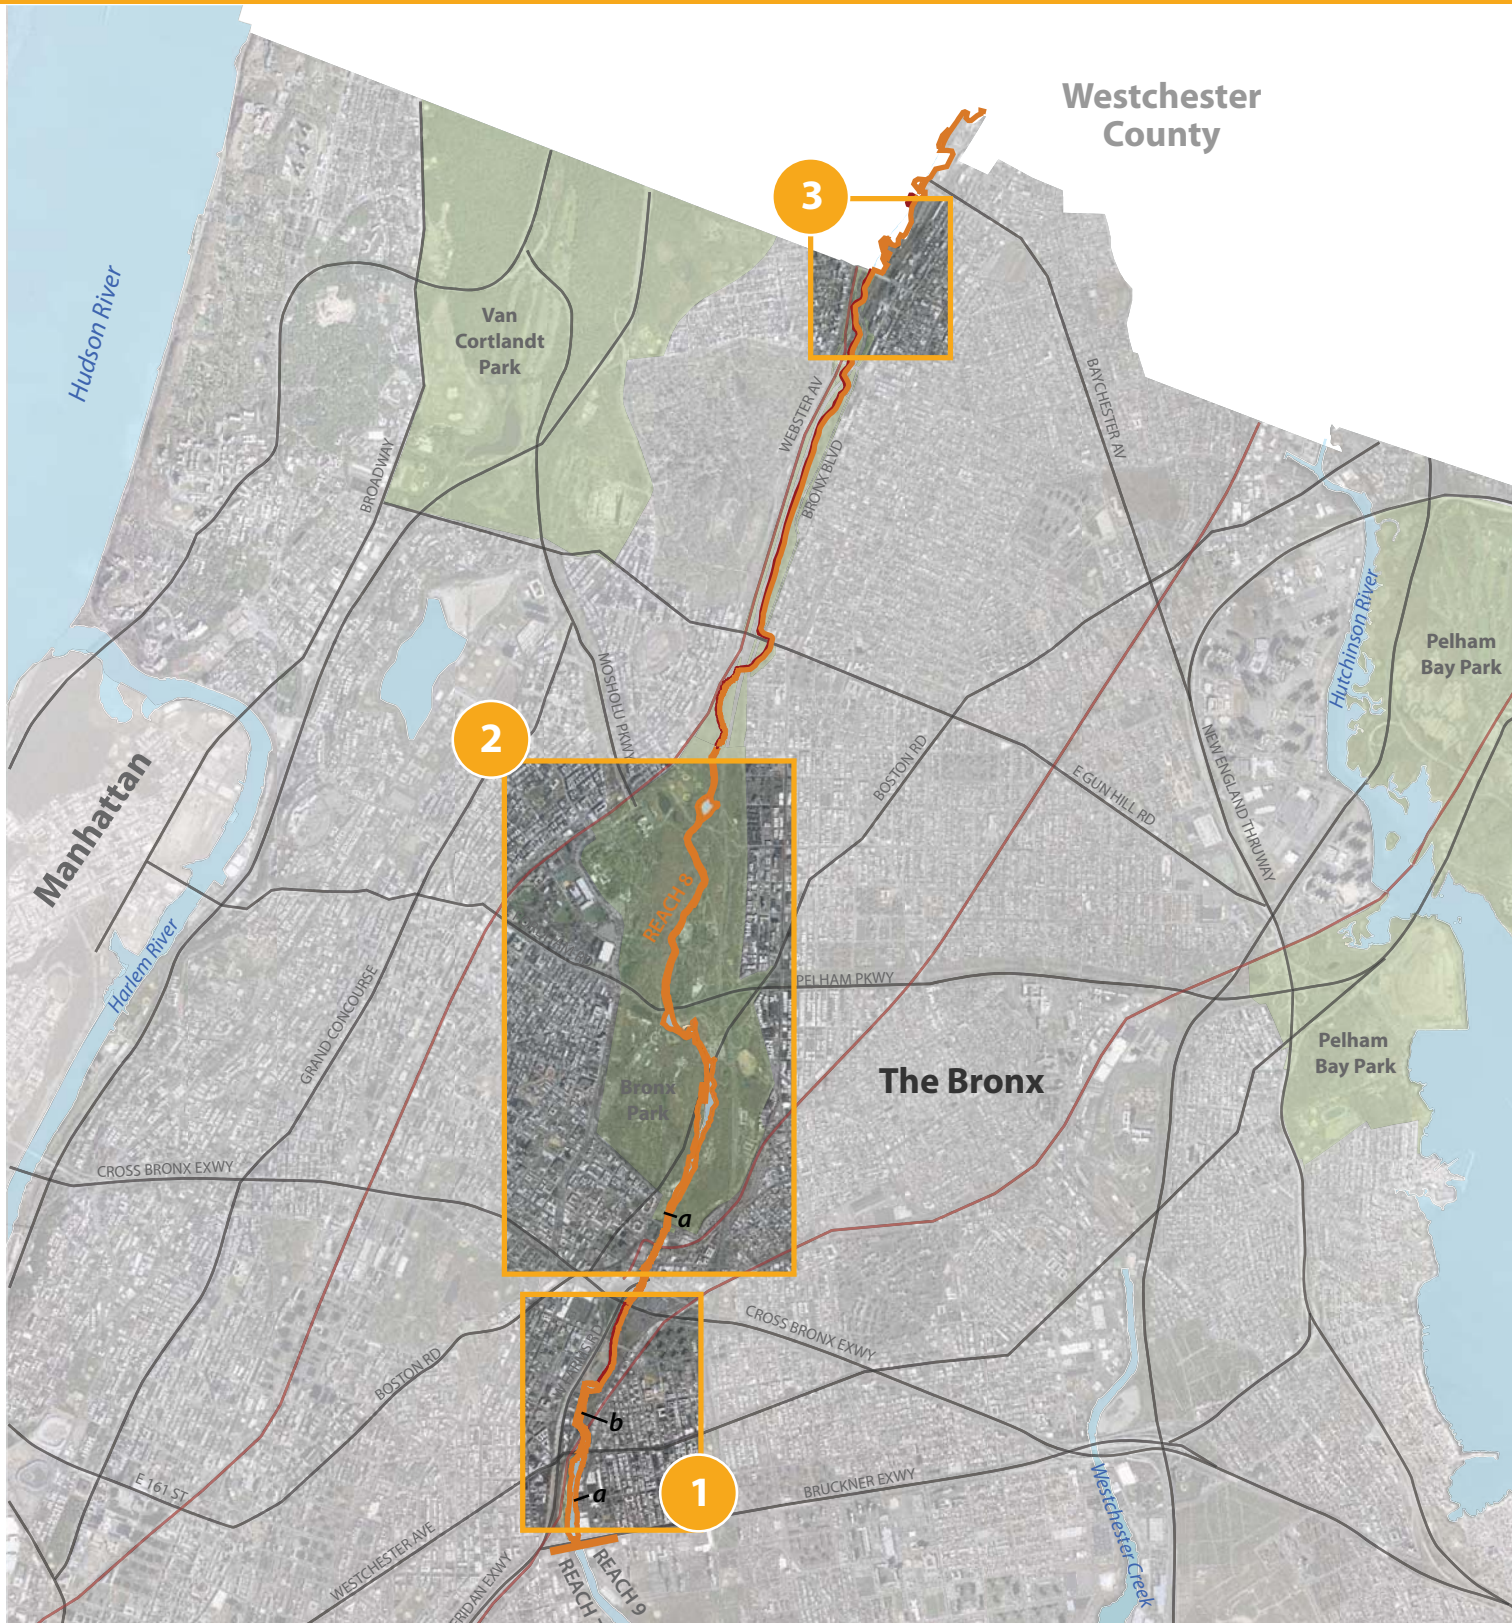 Westchester
County
3
Hudson River
Van
Cortlandt
Park
WEBSTER AV
BAYCHESTER AV
BROADWAY
BRONX BLVD
Hutchinson River
Pelham
Bay Park
MOSHOLU PKWY
2
Manhattan
BOSTON RD
E GUN HILL RD
NEW ENGLAND THRUWAY
REACH 8
Harlem River
GRAND CONCOURSE
PELHAM PKWY
Pelham
Bay Park
The Bronx
Bronx
Park
CROSS BRONX EXWY
a
CROSS BRONX EXWY
BOSTON RD
b
E 161 ST
a
1
BRUCKNER EXWY
Westchester Creek
WESTCHESTER AVE
REACH 9
REACH